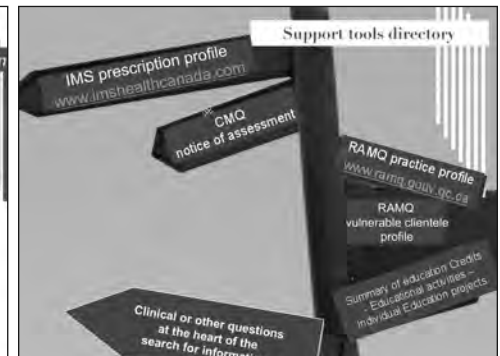 Support tools directory
IMS prescription profile
www.imshealthcanada.com
CMQ
notice of assessment
RAMQ practice profile
www.ramq.gouv.qc.ca
RAMQ
vulnerable clientele
profile
Summary of education Credits
- Educational activities –
Individual Education projects
Clinical or other questions
at the heart of the
search for